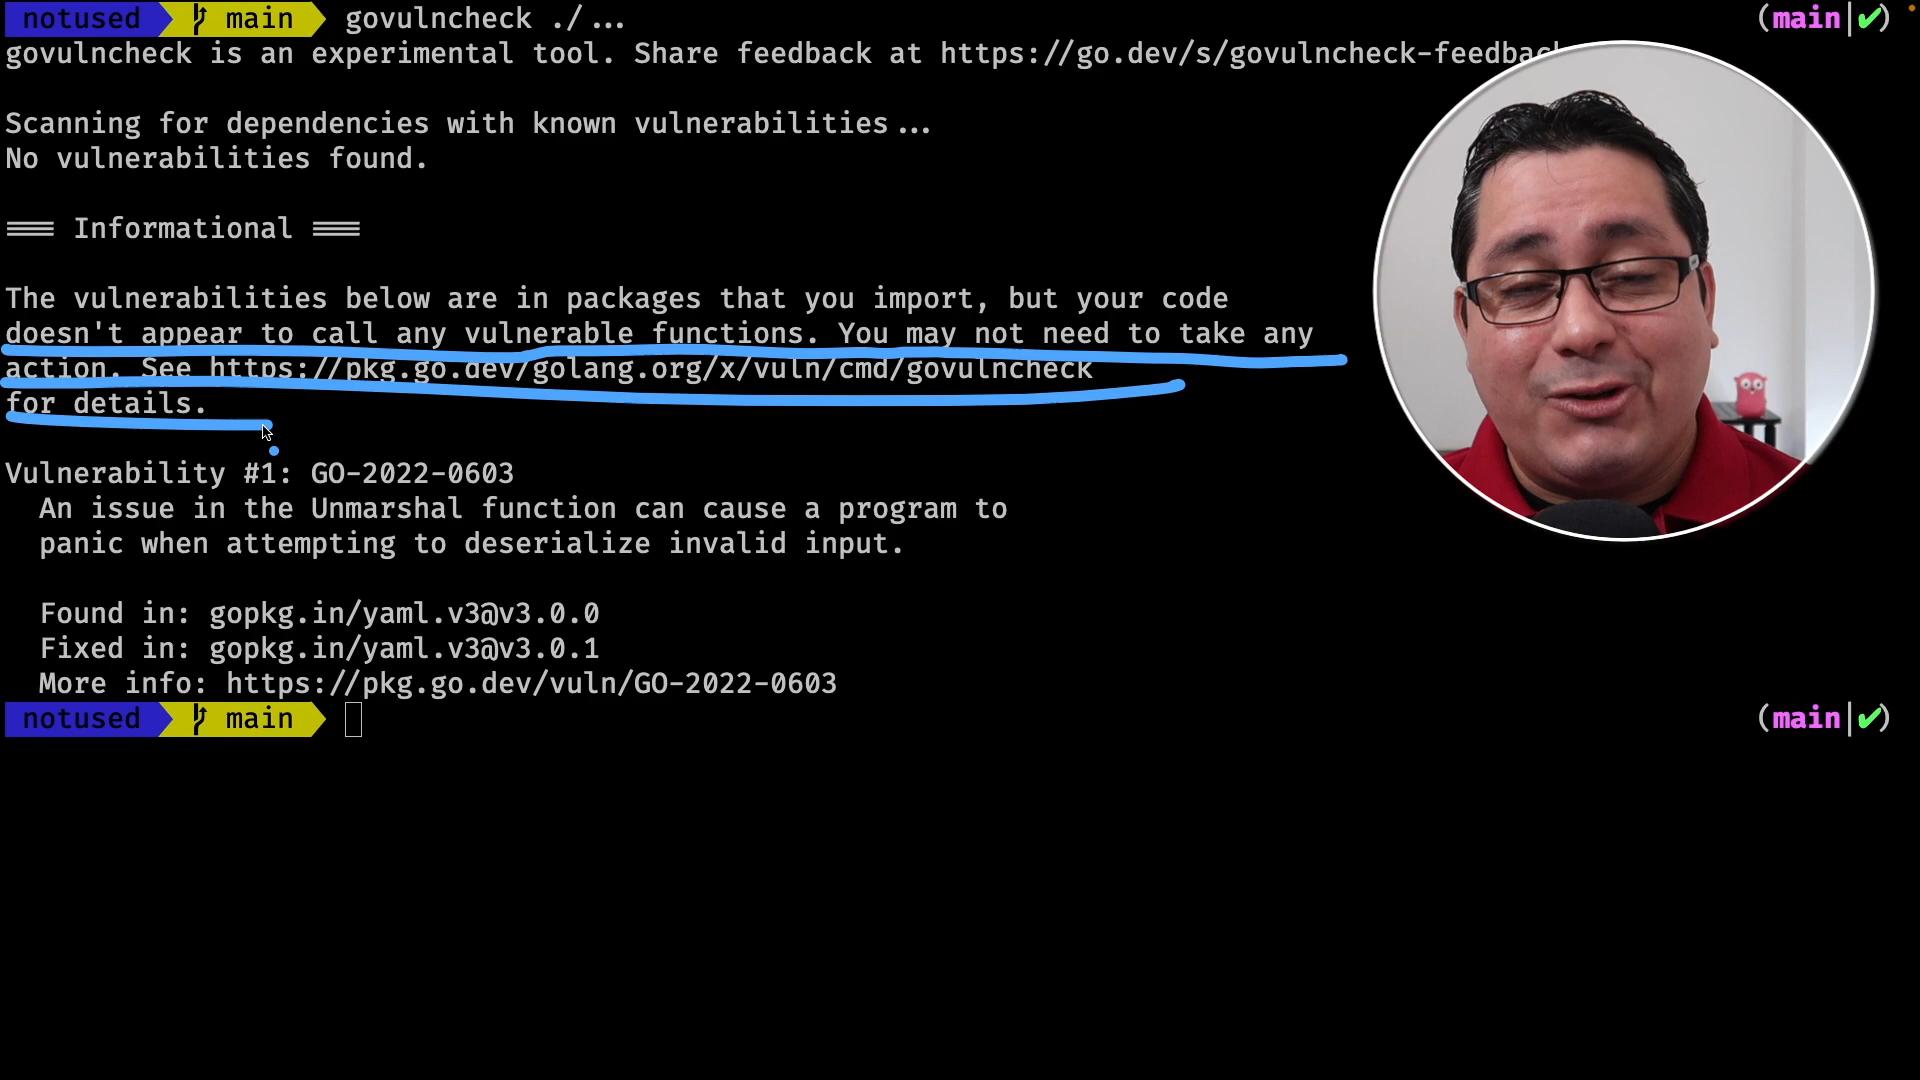 notused main govulncheck ./... (main|✔)
govulncheck is an experimental tool. Share feedback at https://go.dev/s/govulncheck-feedback
Scanning for dependencies with known vulnerabilities...
No vulnerabilities found.
=== Informational ===
The vulnerabilities below are in packages that you import, but your code
doesn't appear to call any vulnerable functions. You may not need to take any
action. See https://pkg.go.dev/golang.org/x/vuln/cmd/govulncheck
for details.
Vulnerability #1: GO-2022-0603
An issue in the Unmarshal function can cause a program to
panic when attempting to deserialize invalid input.
Found in: gopkg.in/yaml.v3@v3.0.0
Fixed in: gopkg.in/yaml.v3@v3.0.1
More info: https://pkg.go.dev/vuln/GO-2022-0603
notused main (main|✔)